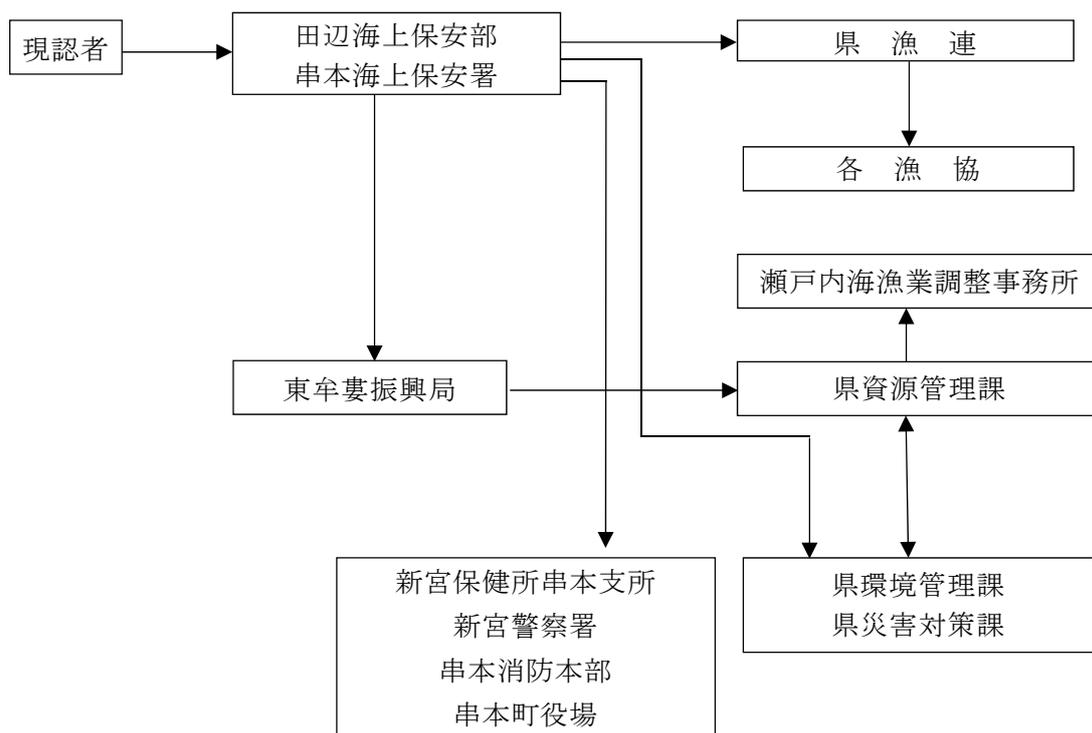 現認者
田辺海上保安部
串本海上保安署
県　漁　連
各　漁　協
瀬戸内海漁業調整事務所
東牟婁振興局
県資源管理課
新宮保健所串本支所
新宮警察署
串本消防本部
串本町役場
県環境管理課
県災害対策課